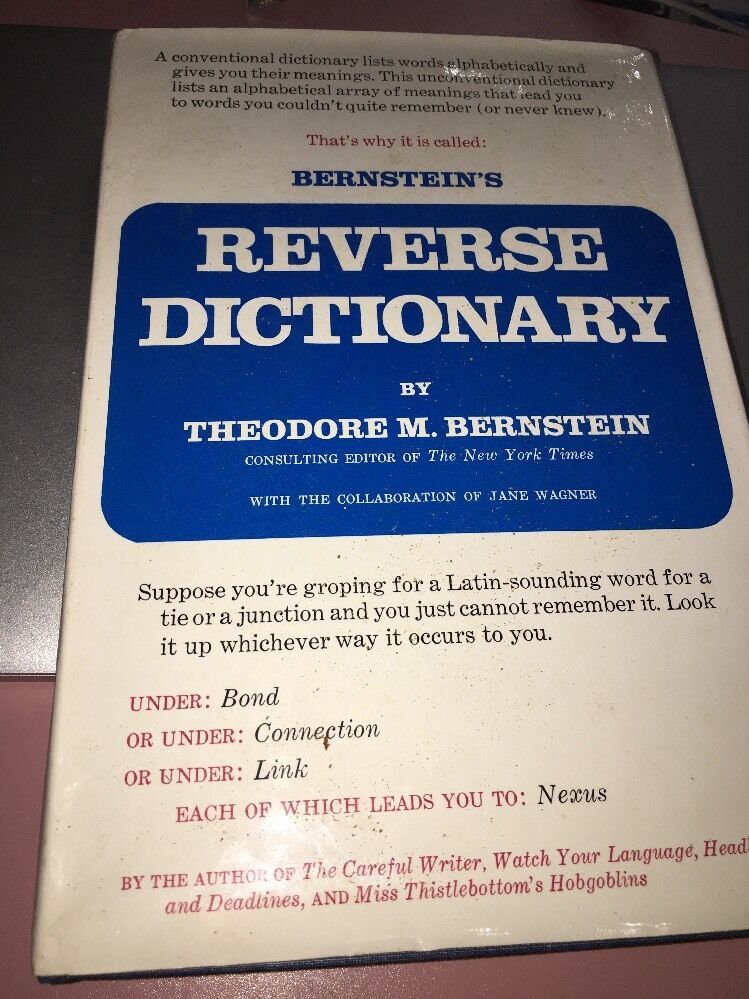 A conventional dictionary lists words alphabetically and
gives you their meanings. This unconventional dictionary
lists an alphabetical array of meanings that lead you
to words you couldn't quite remember (or never knew).
That's why it is called:
BERNSTEIN'S
REVERSE
DICTIONARY
BY
THEODORE M. BERNSTEIN
CONSULTING EDITOR OF The New York Times
WITH THE COLLABORATION OF JANE WAGNER
Suppose you're groping for a Latin-sounding word for a
tie or a junction and you just cannot remember it. Look
it up whichever way it occurs to you.
UNDER: Bond
OR UNDER: Connection
OR UNDER: Link
EACH OF WHICH LEADS YOU TO: Nexus
BY THE AUTHOR OF The Careful Writer, Watch Your Language, Headl
and Deadlines, AND Miss Thistlebottom's Hobgoblins